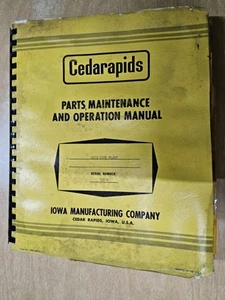 Cedarapids
PARTS, MAINTENANCE
AND OPERATION MANUAL
SERIAL NUMBER
IOWA MANUFACTURING COMPANY
CEDAR RAPIDS, IOWA, U.S.A.